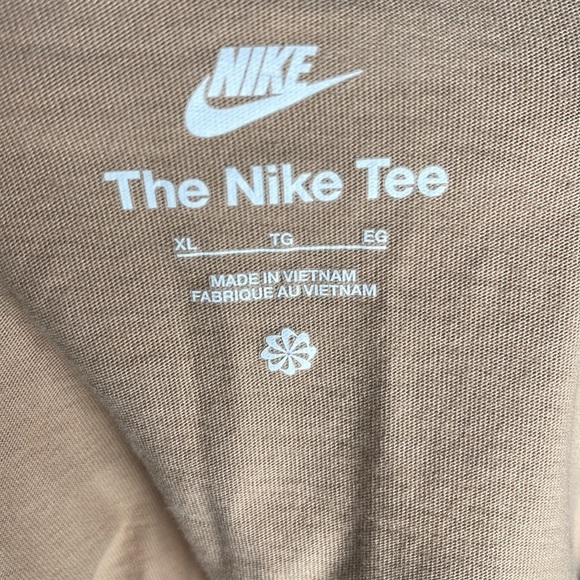 NIKE
The Nike Tee
XL TG EG
MADE IN VIETNAM
FABRIQUE AU VIETNAM